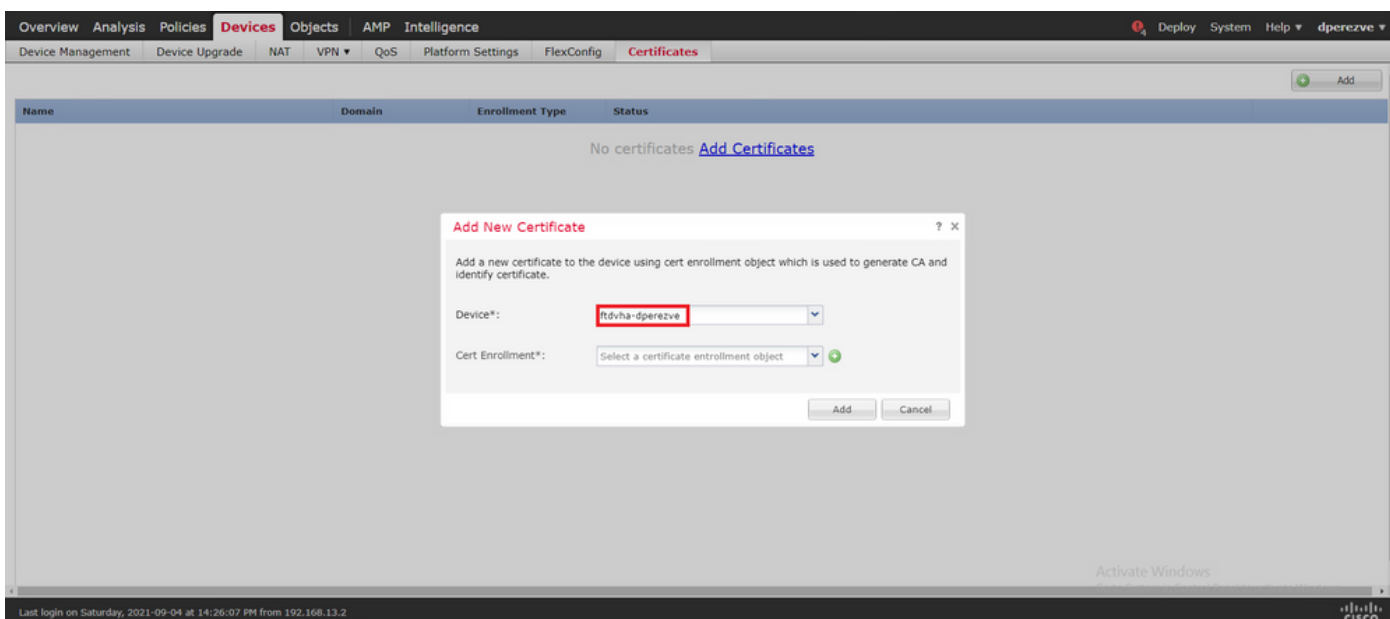 Overview Analysis Policies Devices Objects AMP Intelligence 4 Deploy System Help dperezve
Device Management Device Upgrade NAT VPN QoS Platform Settings FlexConfig Certificates
Add
Name Domain Enrollment Type Status
No certificates Add Certificates
Add New Certificate ? X
Add a new certificate to the device using cert enrollment object which is used to generate CA and
identify certificate.
Device*: ftdvha-dperezve
Cert Enrollment*: Select a certificate entrollment object
Add Cancel
Activate Windows
Last login on Saturday, 2021-09-04 at 14:26:07 PM from 192.168.13.2
CISCO